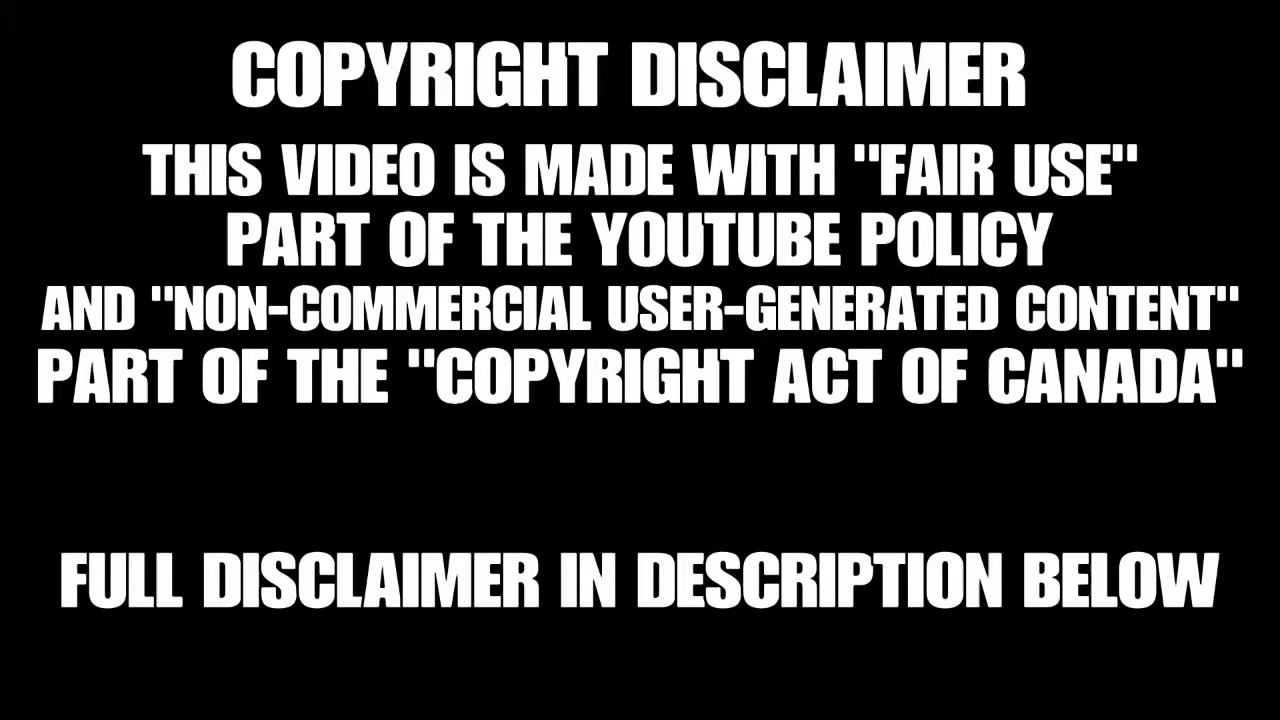 COPYRIGHT DISCLAIMER
THIS VIDEO IS MADE WITH "FAIR USE"
PART OF THE YOUTUBE POLICY
AND "NON-COMMERCIAL USER-GENERATED CONTENT"
PART OF THE "COPYRIGHT ACT OF CANADA"
FULL DISCLAIMER IN DESCRIPTION BELOW